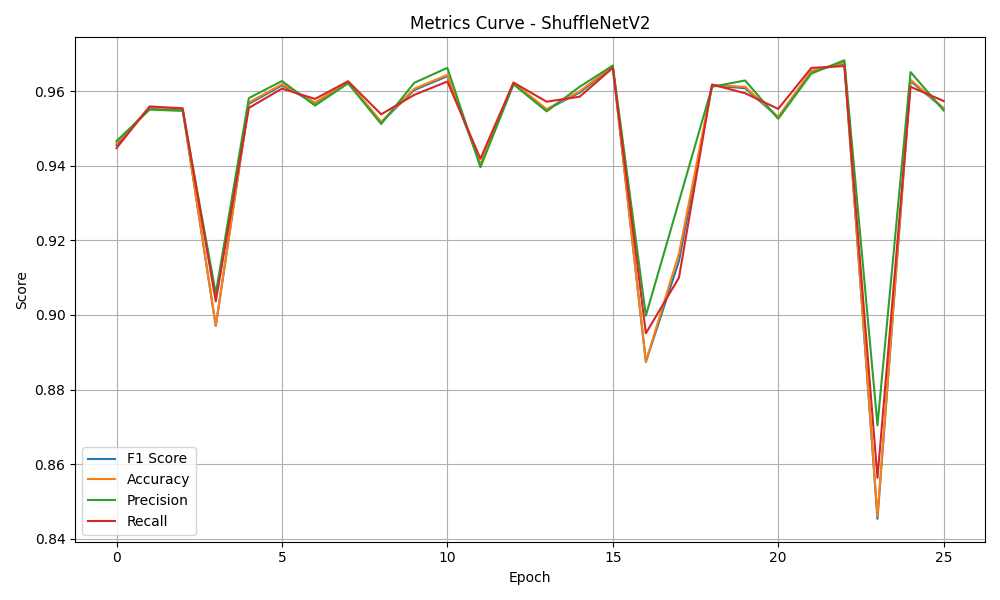 Metrics Curve - ShuffleNetV2
Score
0.96
0.94
0.92
0.90
0.88
0.86
0.84
F1 Score
Accuracy
Precision
Recall
0 5 10 15 20 25
Epoch